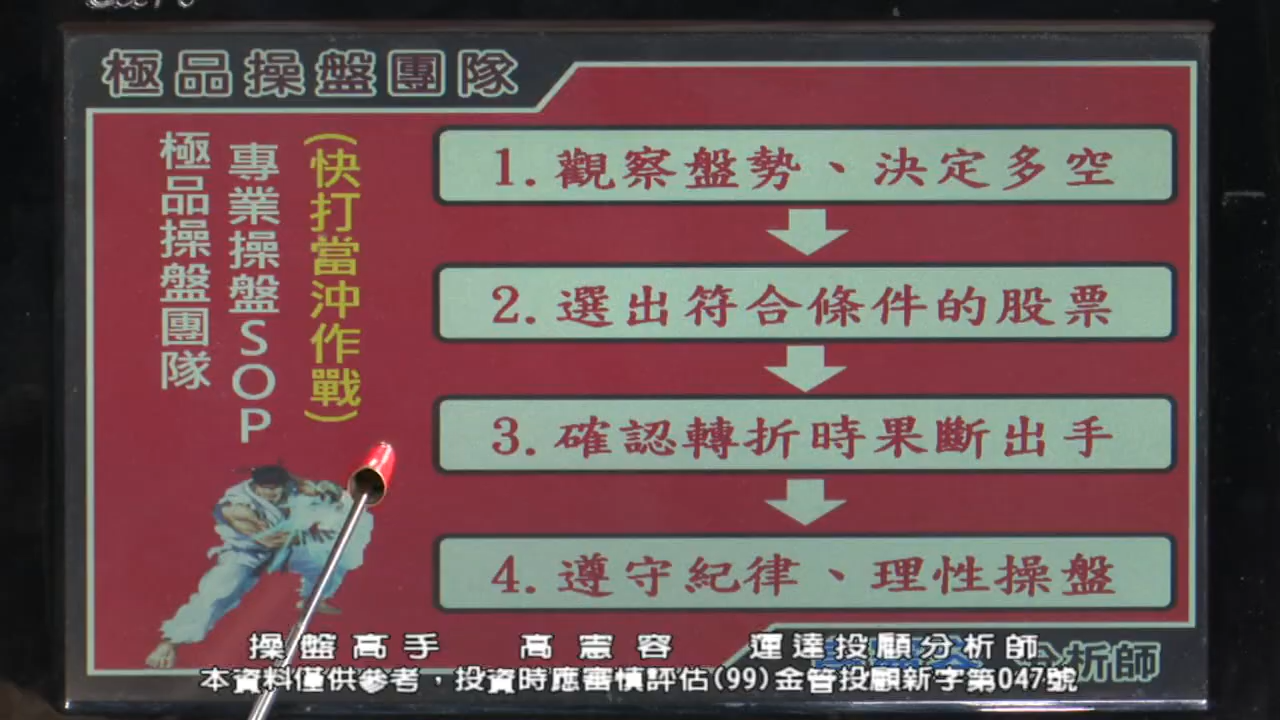 極品操盤團隊
極品操盤團隊
專業操盤SOP
(快打當沖作戰)
1.觀察盤勢、決定多空
2.選出符合條件的股票
3.確認轉折時果斷出手
4.遵守紀律、理性操盤
操盤高手 高憲容 運達投顧分析師
分析師
本資料僅供參考，投資時應審慎評估(99)金管投顧新字第047號